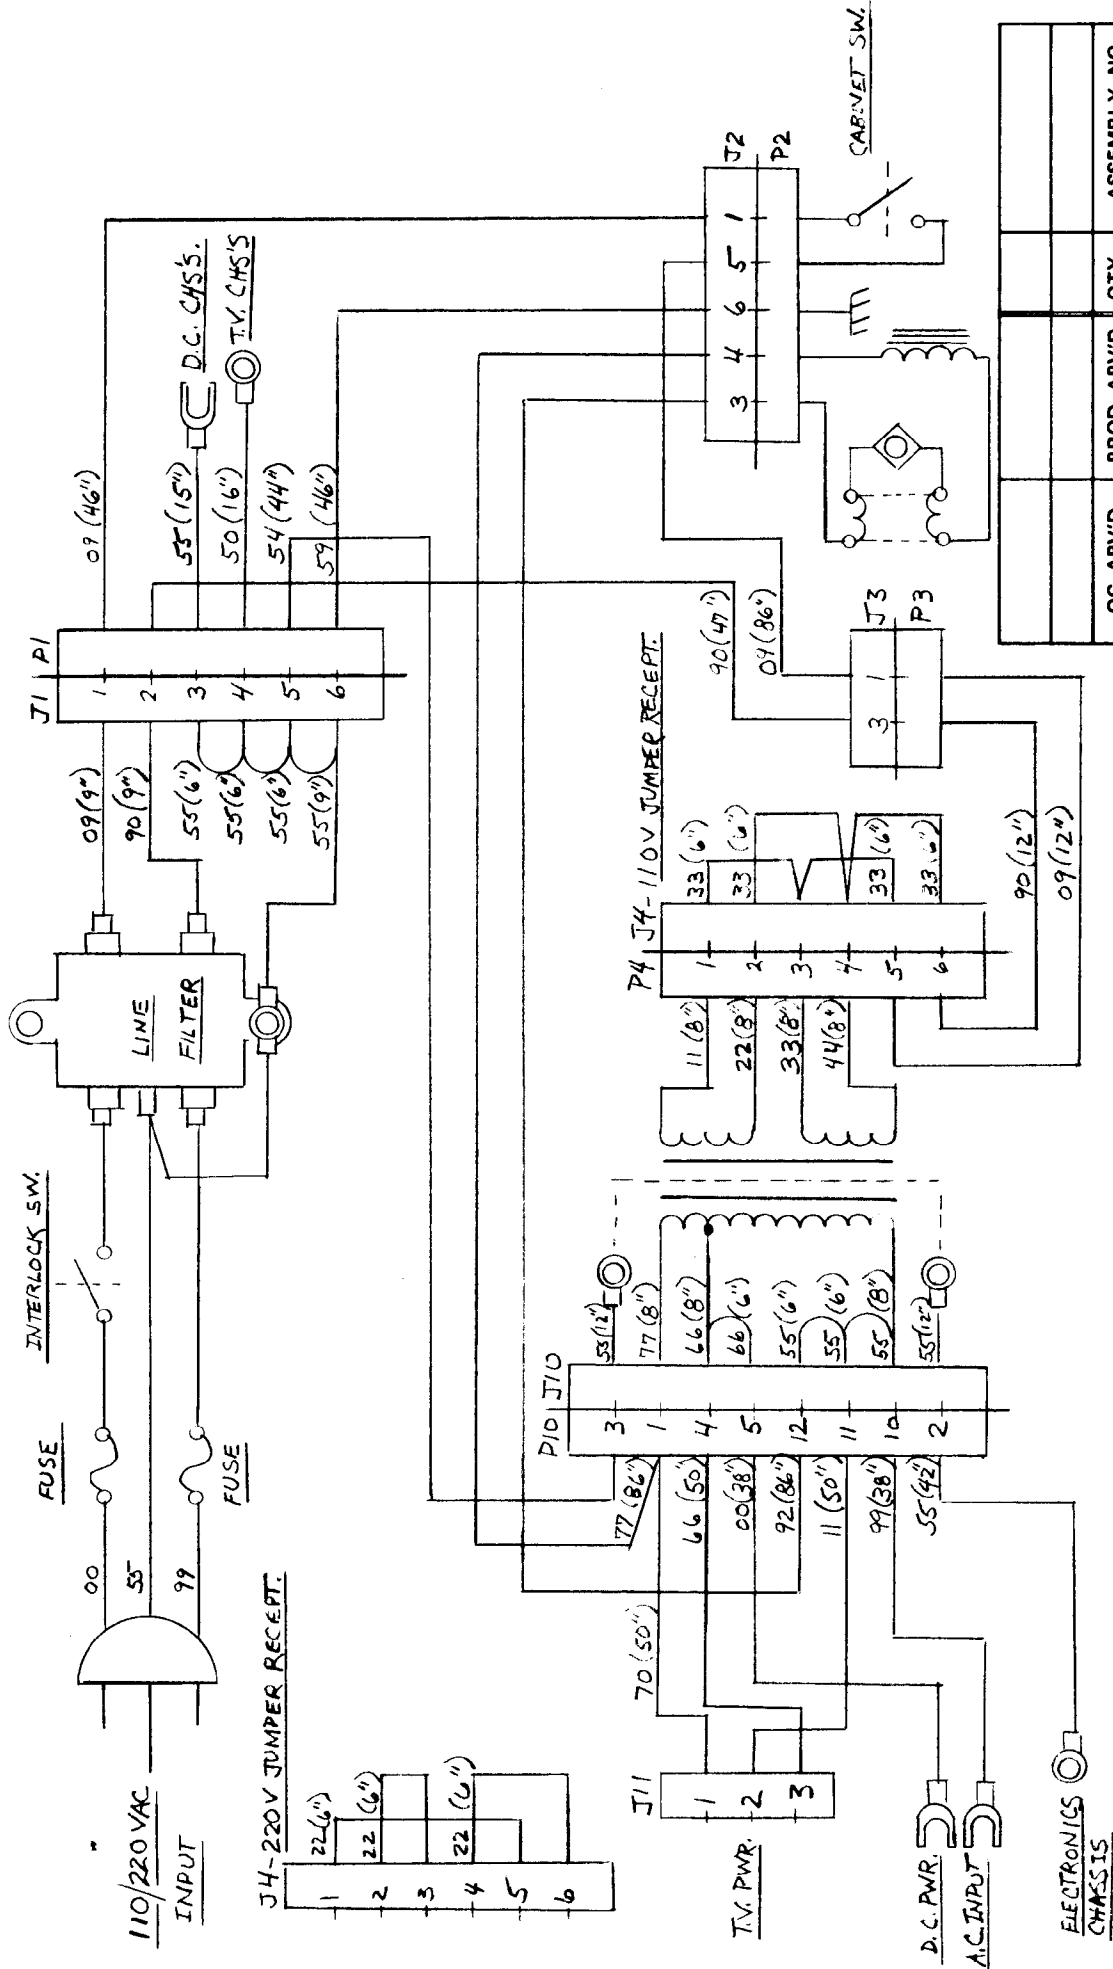 110/220 VAC
INPUT
00
55
99
FUSE
FUSE
INTERLOCK SW.
LINE
FILTER
09(9")
90(9")
55(6")
55(6")
55(6")
55(9")
J1 P1
1
2
3
4
5
6
09(46")
55(15")
50(16")
54(44")
59(46")
D.C. CHS'S.
T.V. CHS'S
J4-220V JUMPER RECEPT.
1
2
3
4
5
6
22(6")
22(6")
22(6")
T.V. PWR.
J11
1
2
3
70(50")
D.C. PWR.
A.C. INPUT
ELECTRONICS
CHASSIS
P10 J10
3
1
4
5
12
11
10
2
77(86")
66(50")
00(38")
92(86")
11(50")
99(38")
55(42")
55(12")
77(8")
66(8")
66(6")
55(6")
55(6")
55(8")
55(12")
P4 J4-110V JUMPER RECEPT.
11(8")
22(8")
33(8")
44(8")
1
2
3
4
5
6
33(6")
33(6")
33(6")
33(6")
90(47")
09(86")
J3
P3
3 1
90(12")
09(12")
J2
P2
3 4 6 5 1
CABINET SW.
QC APV'D PROD APV'D QTY ASSEMBLY NO